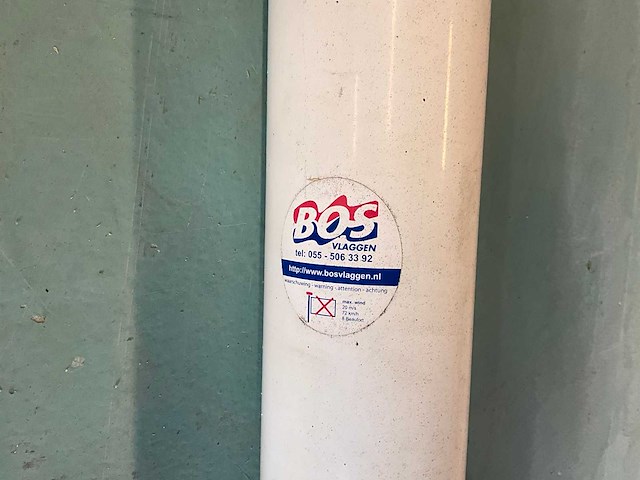 BOS
VLAGGEN
tel: 055 - 506 33 92
http://www.bosvlaggen.nl
waarschuwing - warning - attention - achtung
max. wind
20 m/s
72 km/h
8 Beaufort